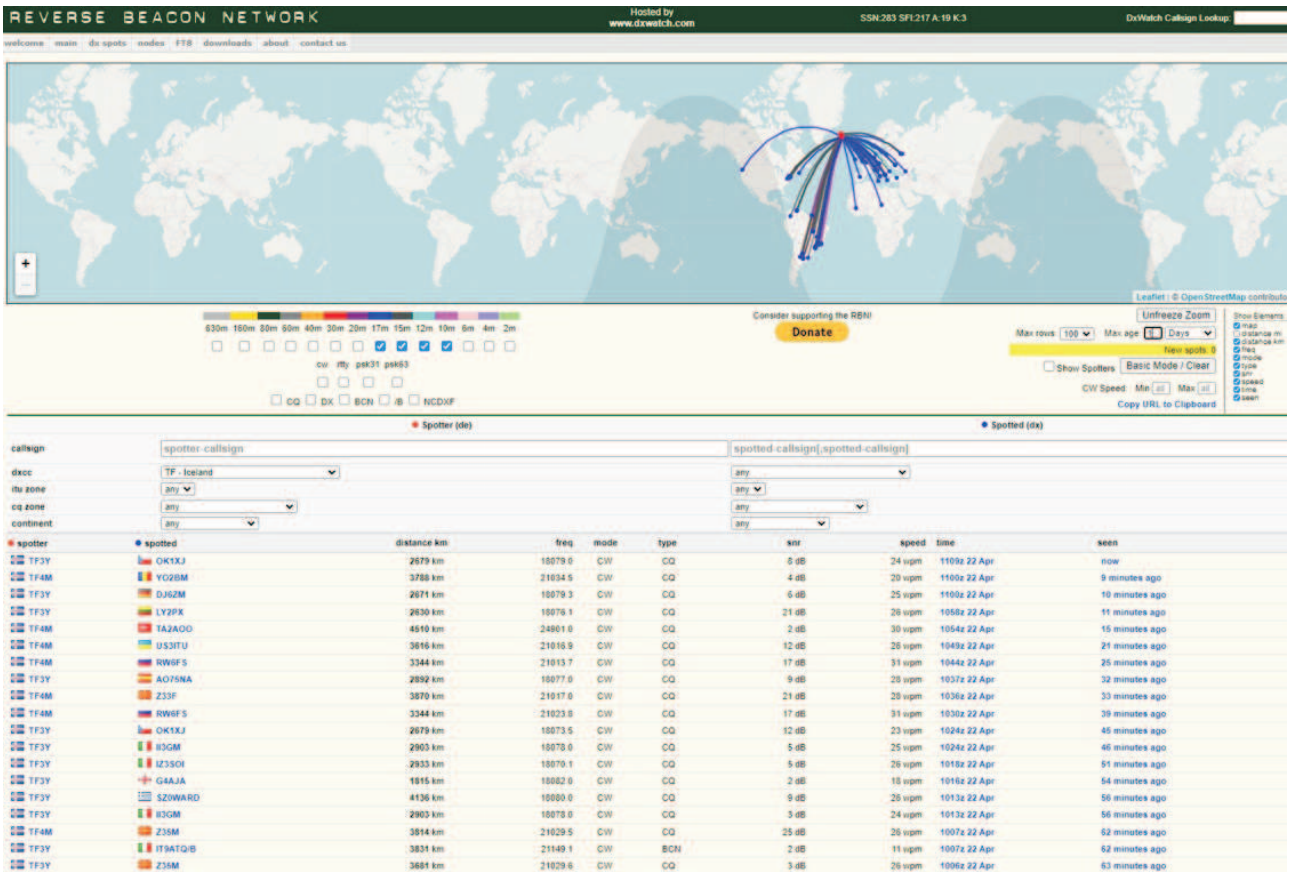 REVERSE BEACON NETWORK
Hosted by
www.dxwatch.com
SSN:283 SFI:217 A:19 K:3
DxWatch Callsign Lookup:
welcome main dx spots nodes FT8 downloads about contact us
+
Leaflet | © OpenStreetMap contributo
630m 160m 80m 60m 40m 30m 20m 17m 15m 12m 10m 6m 4m 2m
cw rtty psk31 psk63
CQ DX BCN /B NCDXF
Consider supporting the RBN!
Donate
Unfreeze Zoom
Max rows 100 Max age Days
New spots: 0
Show Spotters Basic Mode / Clear
CW Speed Min all Max all
Copy URL to Clipboard
Show Elements
map
distance mi
distance km
freq
mode
type
snr
speed
time
seen
Spotter (de) Spotted (dx)
callsign spotter-callsign spotted-callsign[,spotted-callsign]
dxcc TF - Iceland any
itu zone any any
cq zone any any
continent any any
spotter spotted distance km freq mode type snr speed time seen
TF3Y OK1XJ 2679 km 18079.0 CW CQ 8 dB 24 wpm 1109z 22 Apr now
TF4M YO2BM 3788 km 21034.5 CW CQ 4 dB 20 wpm 1100z 22 Apr 9 minutes ago
TF3Y DJ6ZM 2671 km 18079.3 CW CQ 6 dB 25 wpm 1100z 22 Apr 10 minutes ago
TF3Y LY2PX 2630 km 18076.1 CW CQ 21 dB 26 wpm 1058z 22 Apr 11 minutes ago
TF4M TA2AOO 4510 km 24901.0 CW CQ 2 dB 30 wpm 1054z 22 Apr 15 minutes ago
TF4M US3ITU 3616 km 21016.9 CW CQ 12 dB 26 wpm 1049z 22 Apr 21 minutes ago
TF4M RW6FS 3344 km 21013.7 CW CQ 17 dB 31 wpm 1044z 22 Apr 25 minutes ago
TF3Y AO75NA 2892 km 18077.0 CW CQ 9 dB 28 wpm 1037z 22 Apr 32 minutes ago
TF4M Z33F 3870 km 21017.0 CW CQ 21 dB 28 wpm 1036z 22 Apr 33 minutes ago
TF4M RW6FS 3344 km 21023.8 CW CQ 17 dB 31 wpm 1030z 22 Apr 39 minutes ago
TF3Y OK1XJ 2679 km 18073.5 CW CQ 12 dB 23 wpm 1024z 22 Apr 45 minutes ago
TF3Y II3GM 2903 km 18078.0 CW CQ 5 dB 25 wpm 1024z 22 Apr 46 minutes ago
TF3Y IZ3SOI 2933 km 18070.1 CW CQ 5 dB 26 wpm 1018z 22 Apr 51 minutes ago
TF3Y G4AJA 1815 km 18082.0 CW CQ 2 dB 18 wpm 1016z 22 Apr 54 minutes ago
TF3Y SZ0WARD 4136 km 18080.0 CW CQ 9 dB 26 wpm 1013z 22 Apr 56 minutes ago
TF3Y II3GM 2903 km 18078.0 CW CQ 3 dB 24 wpm 1013z 22 Apr 56 minutes ago
TF4M Z35M 3814 km 21029.5 CW CQ 25 dB 26 wpm 1007z 22 Apr 62 minutes ago
TF3Y IT9ATQ/B 3831 km 21149.1 CW BCN 2 dB 11 wpm 1007z 22 Apr 62 minutes ago
TF3Y Z35M 3681 km 21029.6 CW CQ 3 dB 26 wpm 1006z 22 Apr 63 minutes ago